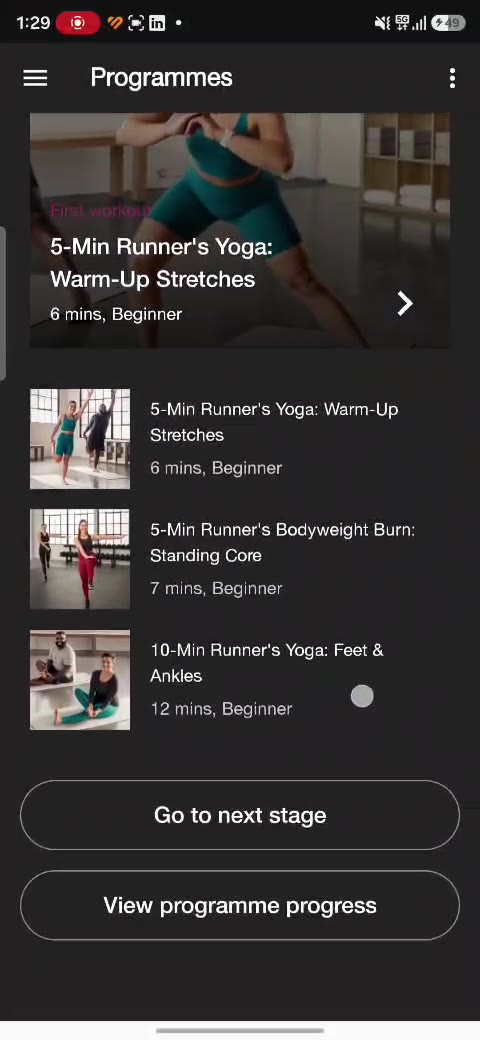 1:29
5G
49
Programmes
First workout
5-Min Runner's Yoga:
Warm-Up Stretches
6 mins, Beginner
5-Min Runner's Yoga: Warm-Up
Stretches
6 mins, Beginner
5-Min Runner's Bodyweight Burn:
Standing Core
7 mins, Beginner
10-Min Runner's Yoga: Feet &
Ankles
12 mins, Beginner
Go to next stage
View programme progress